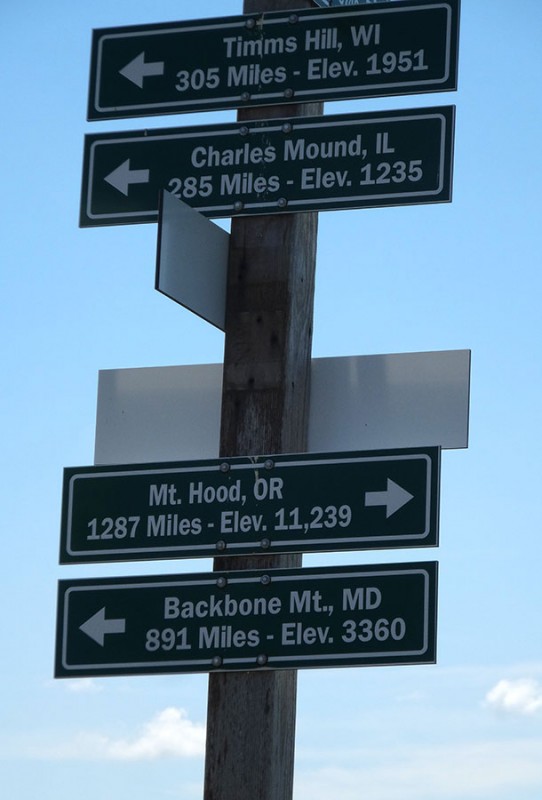 Timms Hill, WI
305 Miles - Elev. 1951
Charles Mound, IL
285 Miles - Elev. 1235
Mt. Hood, OR
1287 Miles - Elev. 11,239
Backbone Mt., MD
891 Miles - Elev. 3360